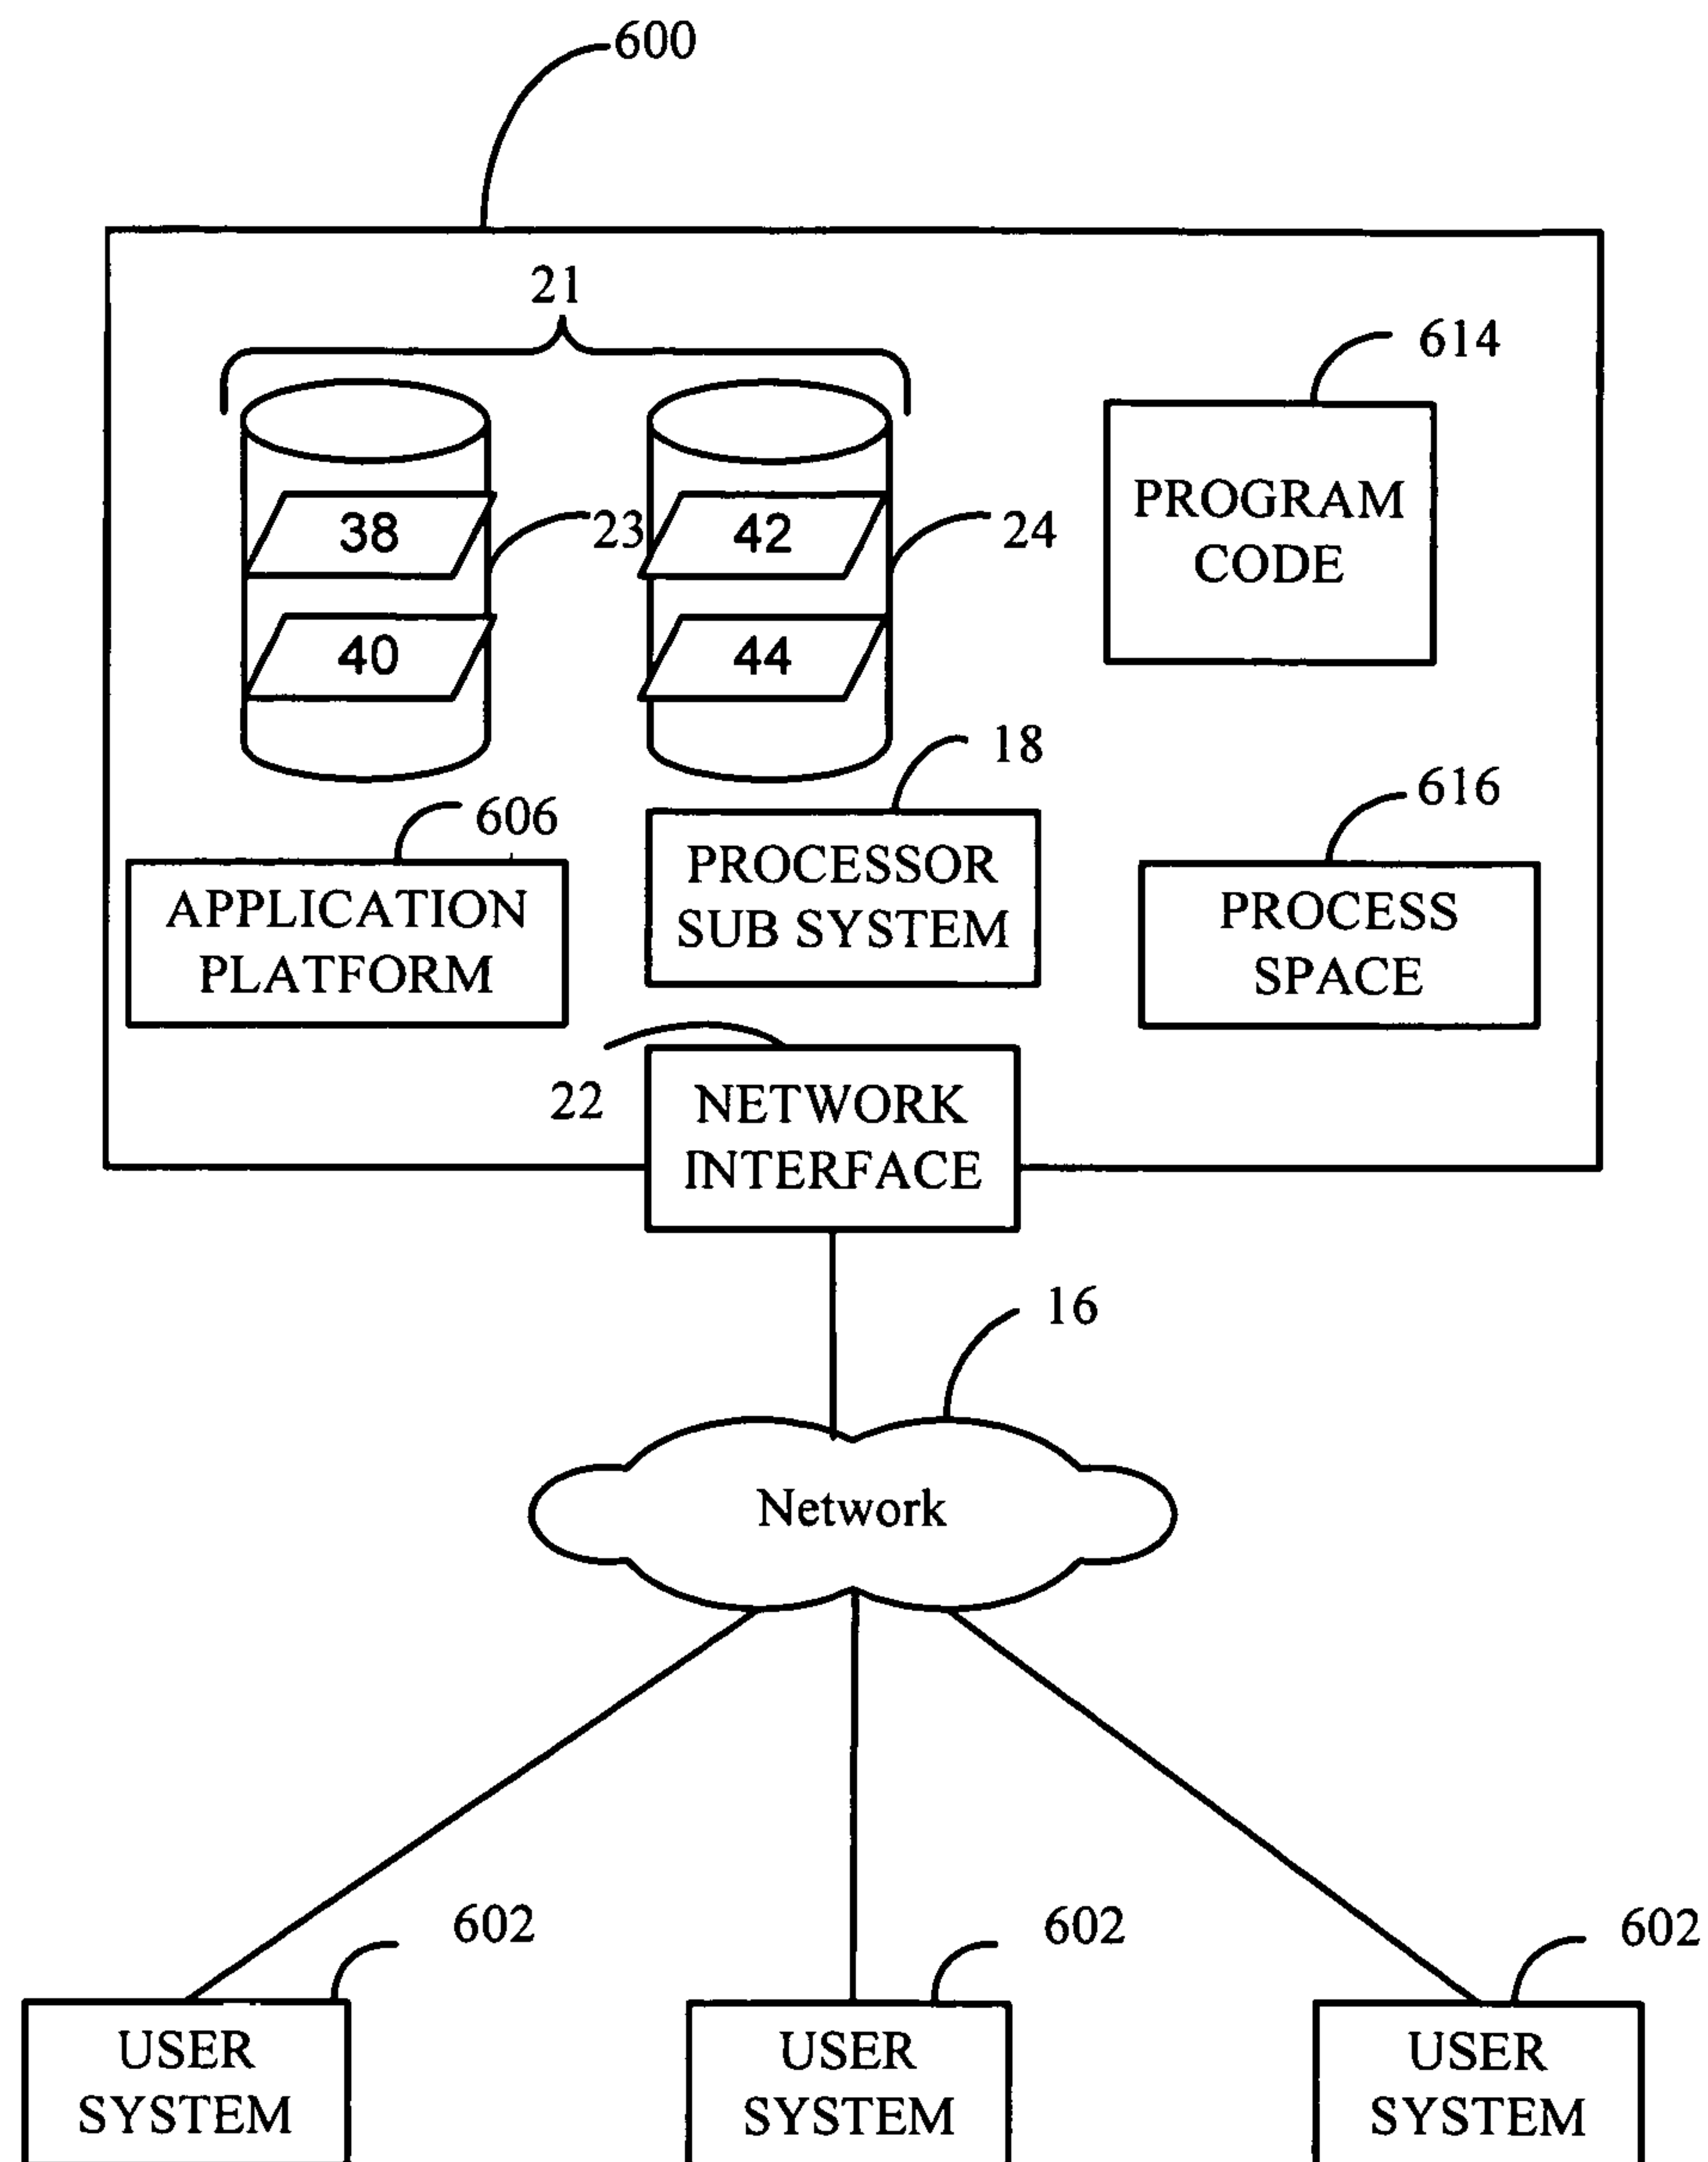 600
21
614
38
23
42
24
PROGRAM
CODE
40
44
18
606
616
PROCESSOR
SUB SYSTEM
APPLICATION
PLATFORM
PROCESS
SPACE
22
NETWORK
INTERFACE
16
Network
602
602
602
USER
SYSTEM
USER
SYSTEM
USER
SYSTEM